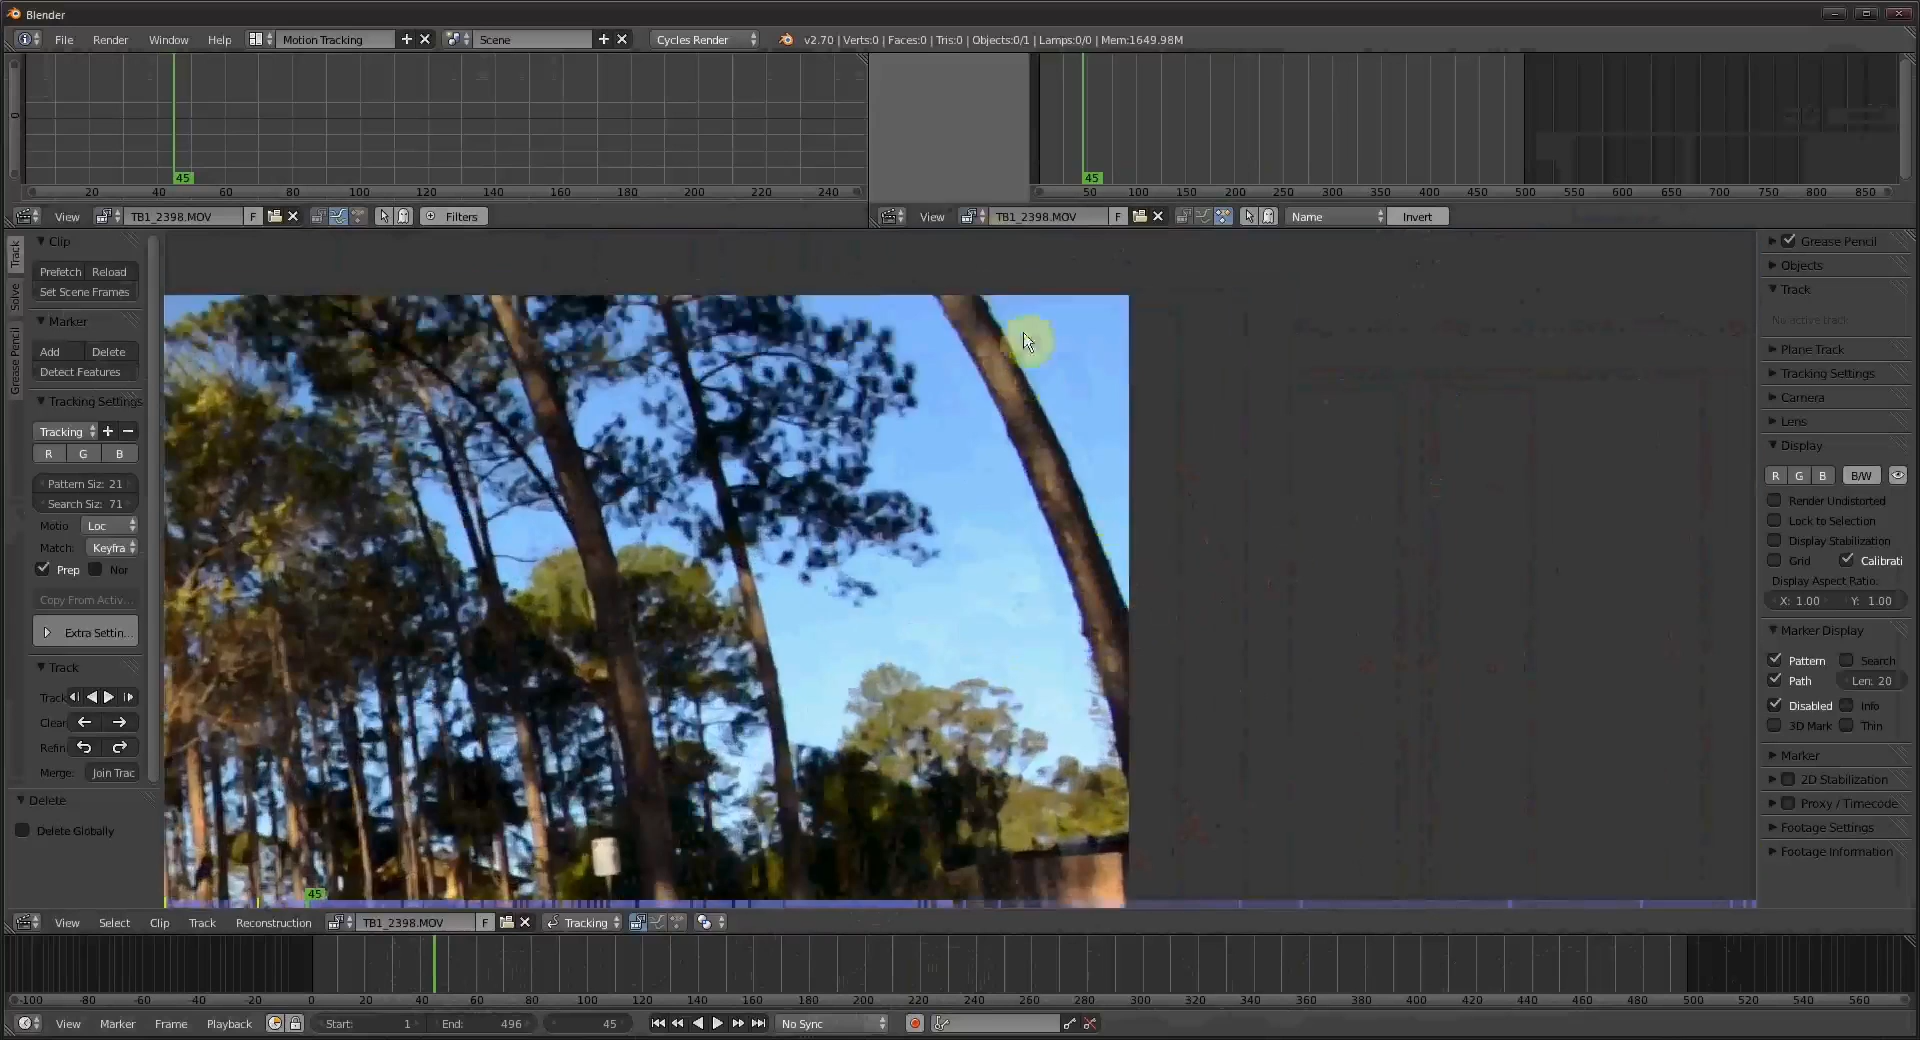 Blender
File Render Window Help Motion Tracking Scene Cycles Render v2.70 | Verts:0 | Faces:0 | Tris:0 | Objects:0/1 | Lamps:0/0 | Mem:1649.98M
0
45 45
20 40 60 80 100 120 140 160 180 200 220 240 50 100 150 200 250 300 350 400 450 500 550 600 650 700 750 800 850
View TB1_2398.MOV F Filters View TB1_2398.MOV F Name Invert
Track
Solve
Grease Pencil
Clip
Prefetch Reload
Set Scene Frames
Marker
Add Delete
Detect Features
Tracking Settings
Tracking
R G B
Pattern Siz: 21
Search Siz: 71
Motio Loc
Match: Keyfra
Prep Nor
Copy From Activ...
Extra Settin...
Track
Track
Clear
Refin
Merge: Join Trac
Delete
Delete Globally
Grease Pencil
Objects
Track
No active track
Plane Track
Tracking Settings
Camera
Lens
Display
R G B B/W
Render Undistorted
Lock to Selection
Display Stabilization
Grid Calibrati
Display Aspect Ratio:
X: 1.00 Y: 1.00
Marker Display
Pattern Search
Path Len: 20
Disabled Info
3D Mark Thin
Marker
2D Stabilization
Proxy / Timecode
Footage Settings
Footage Information
45
View Select Clip Track Reconstruction TB1_2398.MOV F Tracking
-100 -80 -60 -40 -20 0 20 40 60 80 100 120 140 160 180 200 220 240 260 280 300 320 340 360 380 400 420 440 460 480 500 520 540 560
View Marker Frame Playback Start: 1 End: 496 45 No Sync